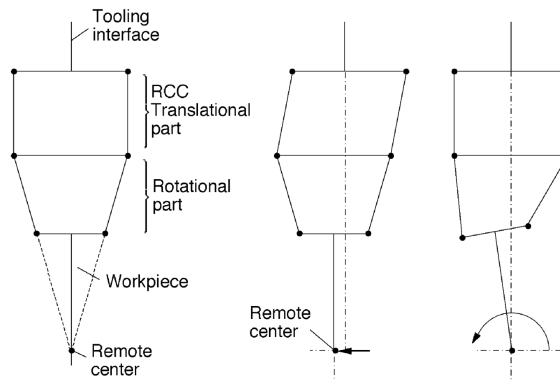 Tooling
interface
RCC
Translational
part
Rotational
part
Workpiece
Remote
center
Remote
center